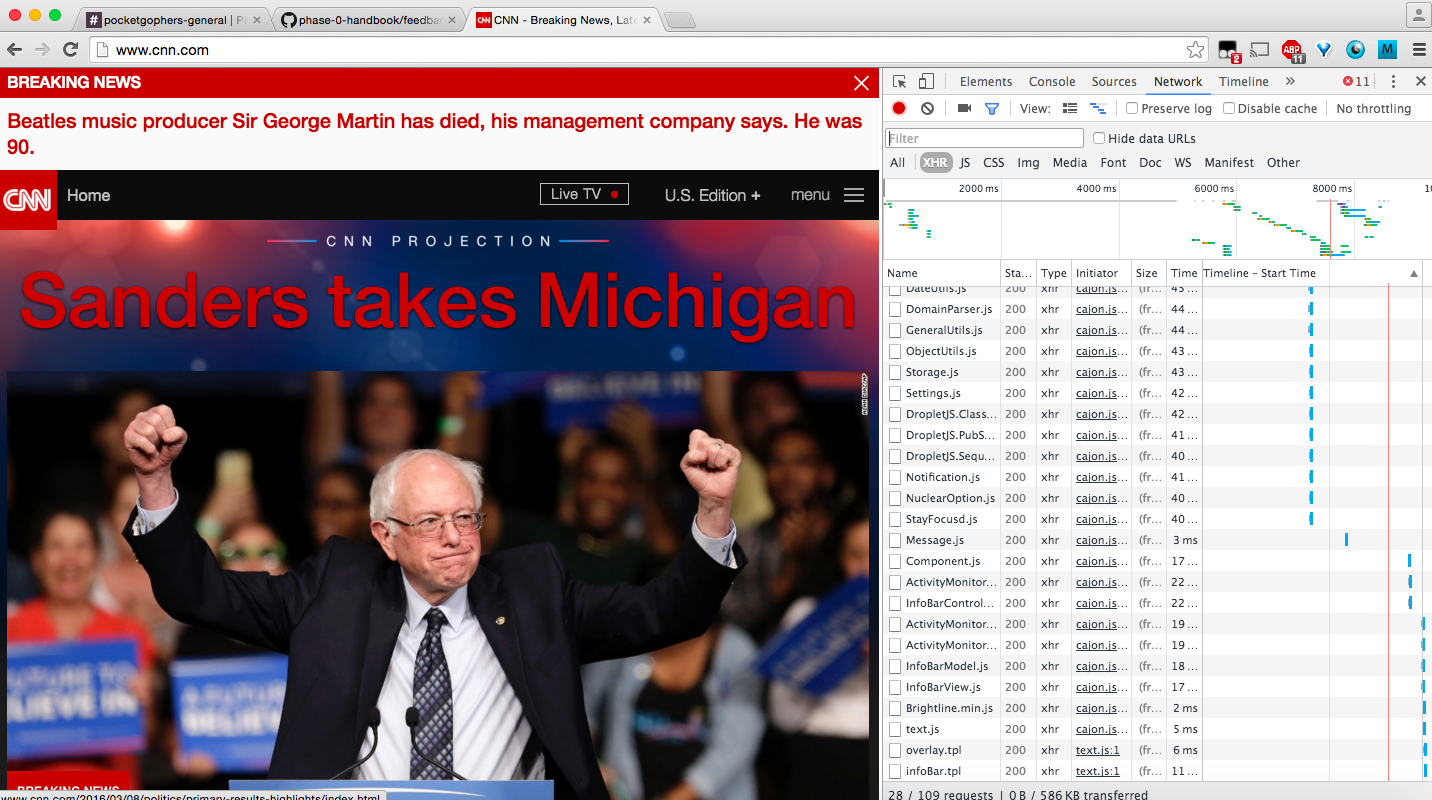 pocketgophers-general | P
phase-0-handbook/feedba
CNN - Breaking News, Late
www.cnn.com
2
ABP
11
M
BREAKING NEWS
Beatles music producer Sir George Martin has died, his management company says. He was
90.
CNN
Home
Live TV
U.S. Edition +
menu
CNN PROJECTION
Sanders takes Michigan
BELIEVE IN
FUTURE TO
BELIEVE IN
A FUTURE
BELIEVE
BREAKING NEWS
www.cnn.com/2016/03/08/politics/primary-results-highlights/index.html
Elements Console Sources Network Timeline » 11
View: Preserve log Disable cache No throttling
Filter Hide data URLs
All XHR JS CSS Img Media Font Doc WS Manifest Other
2000 ms 4000 ms 6000 ms 8000 ms 10
Name Sta... Type Initiator Size Time Timeline – Start Time
DateUtils.js 200 xhr cajon.js... (fr... 45 ...
DomainParser.js 200 xhr cajon.js... (fr... 44 ...
GeneralUtils.js 200 xhr cajon.js... (fr... 44 ...
ObjectUtils.js 200 xhr cajon.js... (fr... 43 ...
Storage.js 200 xhr cajon.js... (fr... 43 ...
Settings.js 200 xhr cajon.js... (fr... 42 ...
DropletJS.Class... 200 xhr cajon.js... (fr... 42 ...
DropletJS.PubS... 200 xhr cajon.js... (fr... 41 ...
DropletJS.Sequ... 200 xhr cajon.js... (fr... 40 ...
Notification.js 200 xhr cajon.js... (fr... 41 ...
NuclearOption.js 200 xhr cajon.js... (fr... 40 ...
StayFocusd.js 200 xhr cajon.js... (fr... 40 ...
Message.js 200 xhr cajon.js... (fr... 3 ms
Component.js 200 xhr cajon.js... (fr... 17 ...
ActivityMonitor... 200 xhr cajon.js... (fr... 22 ...
InfoBarControl... 200 xhr cajon.js... (fr... 22 ...
ActivityMonitor... 200 xhr cajon.js... (fr... 19 ...
ActivityMonitor... 200 xhr cajon.js... (fr... 19 ...
InfoBarModel.js 200 xhr cajon.js... (fr... 18 ...
InfoBarView.js 200 xhr cajon.js... (fr... 17 ...
Brightline.min.js 200 xhr cajon.js... (fr... 2 ms
text.js 200 xhr cajon.js... (fr... 5 ms
overlay.tpl 200 xhr text.js:1 (fr... 6 ms
infoBar.tpl 200 xhr text.js:1 (fr... 11 ...
28 / 109 requests | 0 B / 586 KB transferred